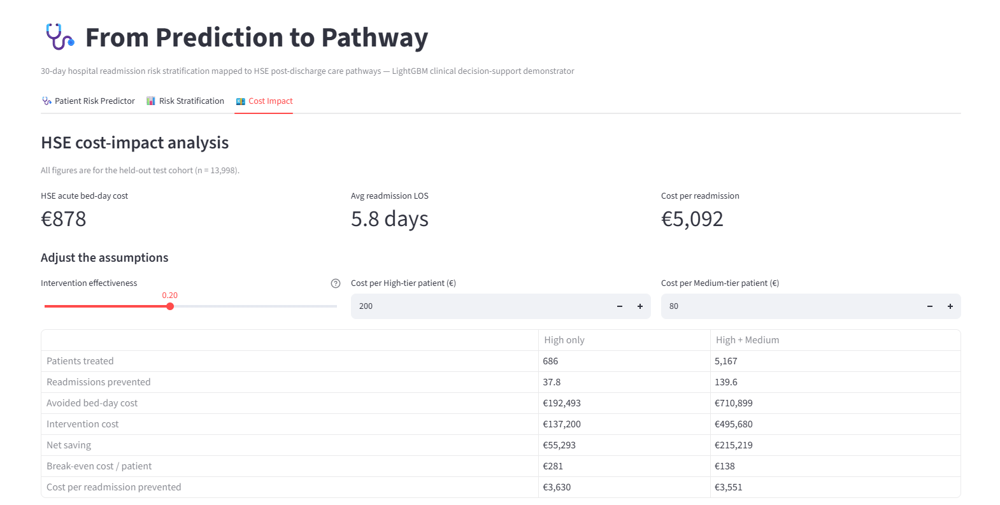 From Prediction to Pathway
30-day hospital readmission risk stratification mapped to HSE post-discharge care pathways — LightGBM clinical decision-support demonstrator
Patient Risk Predictor Risk Stratification Cost Impact
HSE cost-impact analysis
All figures are for the held-out test cohort (n = 13,998).
HSE acute bed-day cost Avg readmission LOS Cost per readmission
€878 5.8 days €5,092
Adjust the assumptions
Intervention effectiveness Cost per High-tier patient (€) Cost per Medium-tier patient (€)
0.20
200 − + 80 − +
High only High + Medium
Patients treated 686 5,167
Readmissions prevented 37.8 139.6
Avoided bed-day cost €192,493 €710,899
Intervention cost €137,200 €495,680
Net saving €55,293 €215,219
Break-even cost / patient €281 €138
Cost per readmission prevented €3,630 €3,551